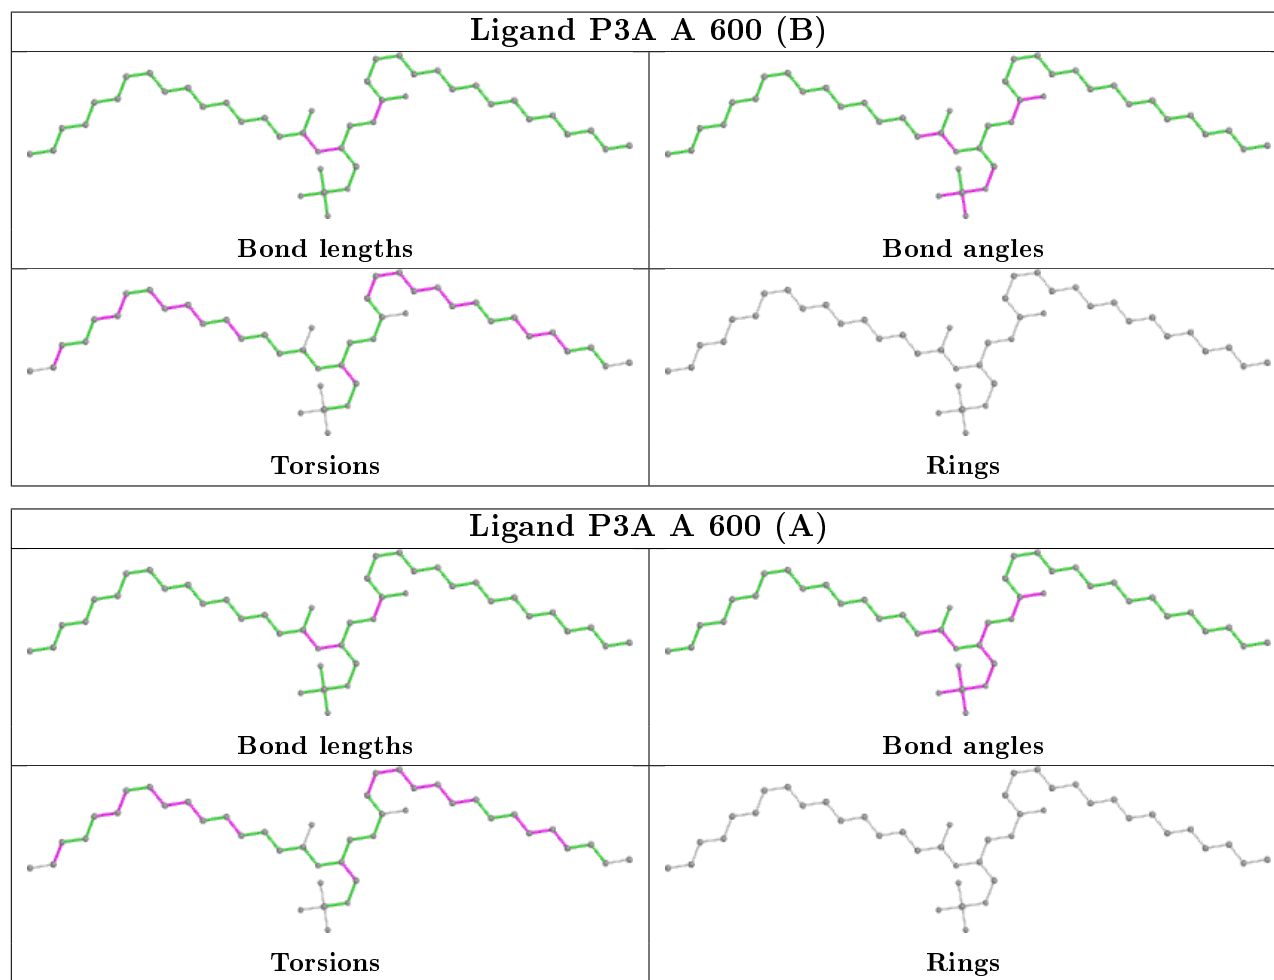 Ligand P3A A 600 (B)
Bond lengths
Bond angles
Torsions
Rings
Ligand P3A A 600 (A)
Bond lengths
Bond angles
Torsions
Rings